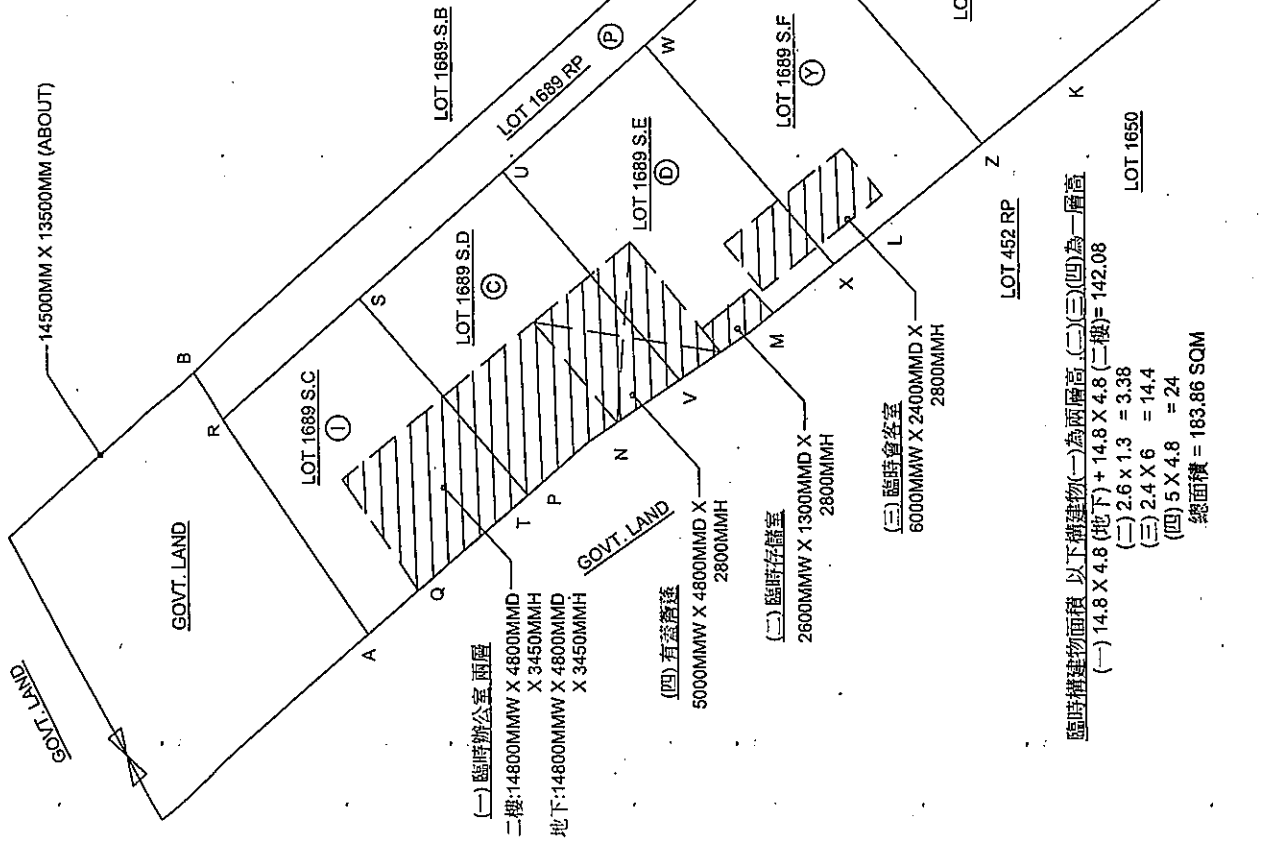 14500MM X 13500MM (ABOUT)
GOVT. LAND
GOVT. LAND
B
R
A
LOT 1689 S.C
I
S
Q
T
P
LOT 1689-S.B
LOT 1689 RP
P
LOT 1689 S.D
C
U
N
V
GOVT. LAND
LOT 1689 S.E
D
W
M
X
L
LOT 1689 S.F
Y
Z
K
LO
LOT 452 RP
LOT 1650
(一) 臨時辦公室 兩層
二樓:14800MMW X 4800MMD
X 3450MMH
地下:14800MMW X 4800MMD
X 3450MMH
(四) 有蓋簷篷
5000MMW X 4800MMD X
2800MMH
(二) 臨時存儲室
2600MMW X 1300MMD X
2800MMH
(三) 臨時會客室
6000MMW X 2400MMD X
2800MMH
臨時構建物面積 以下構建物(一)為兩層高,(二)(三)(四)為一層高
(一) 14.8 X 4.8 (地下) + 14.8 X 4.8 (二樓)= 142.08
(二) 2.6 x 1.3 = 3.38
(三) 2.4 X 6 = 14.4
(四) 5 X 4.8 = 24
總面積 = 183.86 SQM